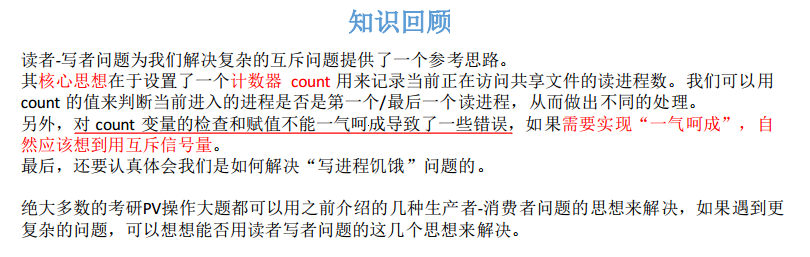 知识回顾
读者-写者问题为我们解决复杂的互斥问题提供了一个参考思路。
其核心思想在于设置了一个计数器 count 用来记录当前正在访问共享文件的读进程数。我们可以用
count 的值来判断当前进入的进程是否是第一个/最后一个读进程，从而做出不同的处理。
另外，对 count 变量的检查和赋值不能一气呵成导致了一些错误，如果需要实现“一气呵成”，自
然应该想到用互斥信号量。
最后，还要认真体会我们是如何解决“写进程饥饿”问题的。
绝大多数的考研PV操作大题都可以用之前介绍的几种生产者-消费者问题的思想来解决，如果遇到更
复杂的问题，可以想想能否用读者写者问题的这几个思想来解决。